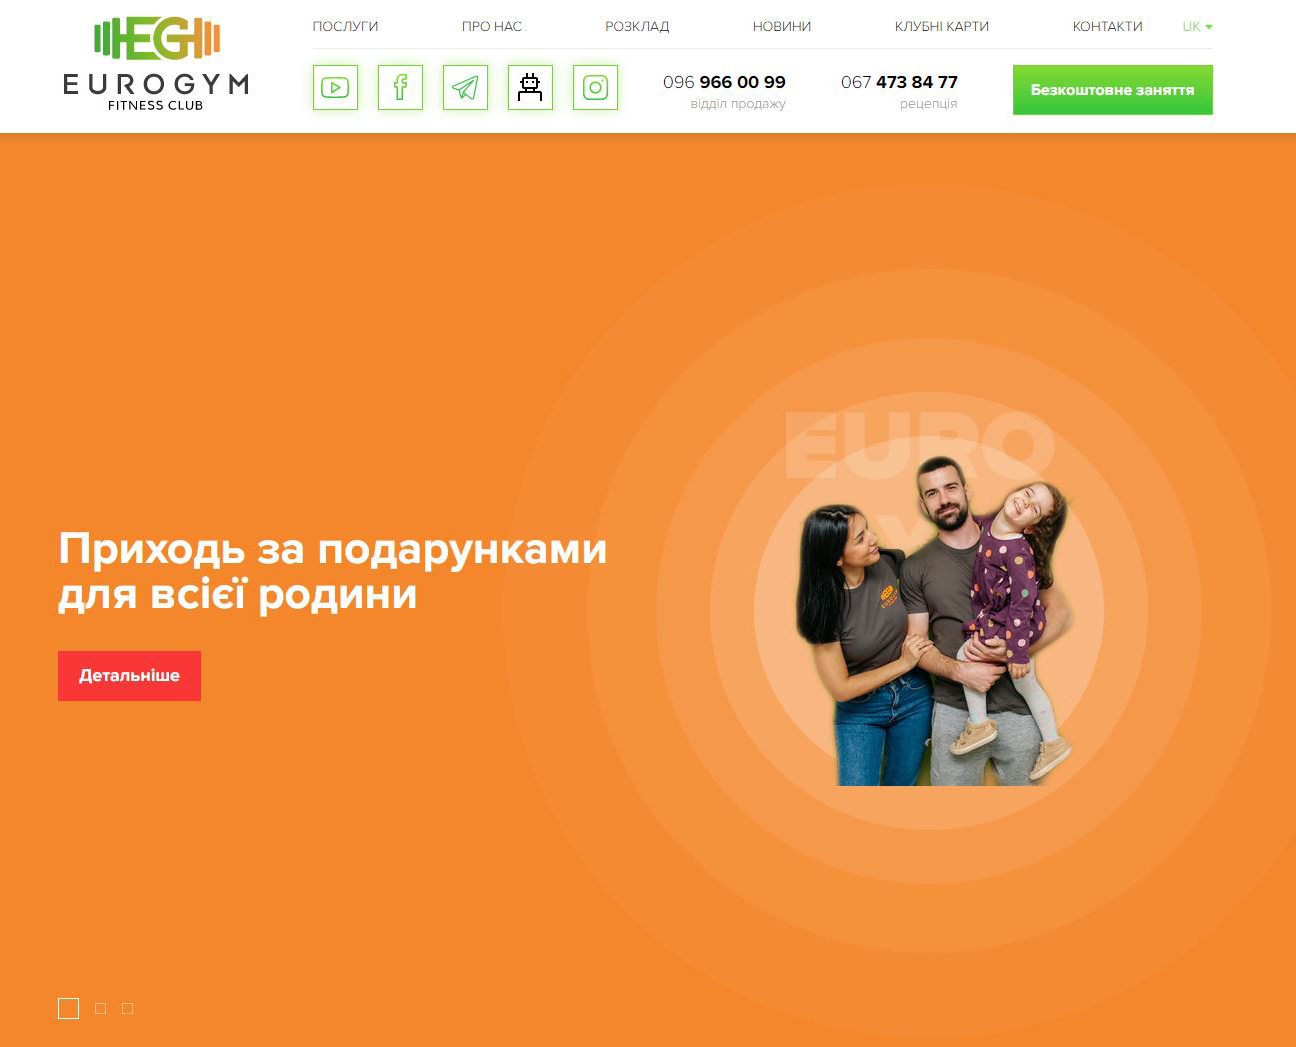 EUROGYM
FITNESS CLUB
ПОСЛУГИ
ПРО НАС
РОЗКЛАД
НОВИНИ
КЛУБНІ КАРТИ
КОНТАКТИ
UK
096 966 00 99
відділ продажу
067 473 84 77
рецепція
Безкоштовне заняття
EURO
Приходь за подарунками
для всієї родини
Детальніше